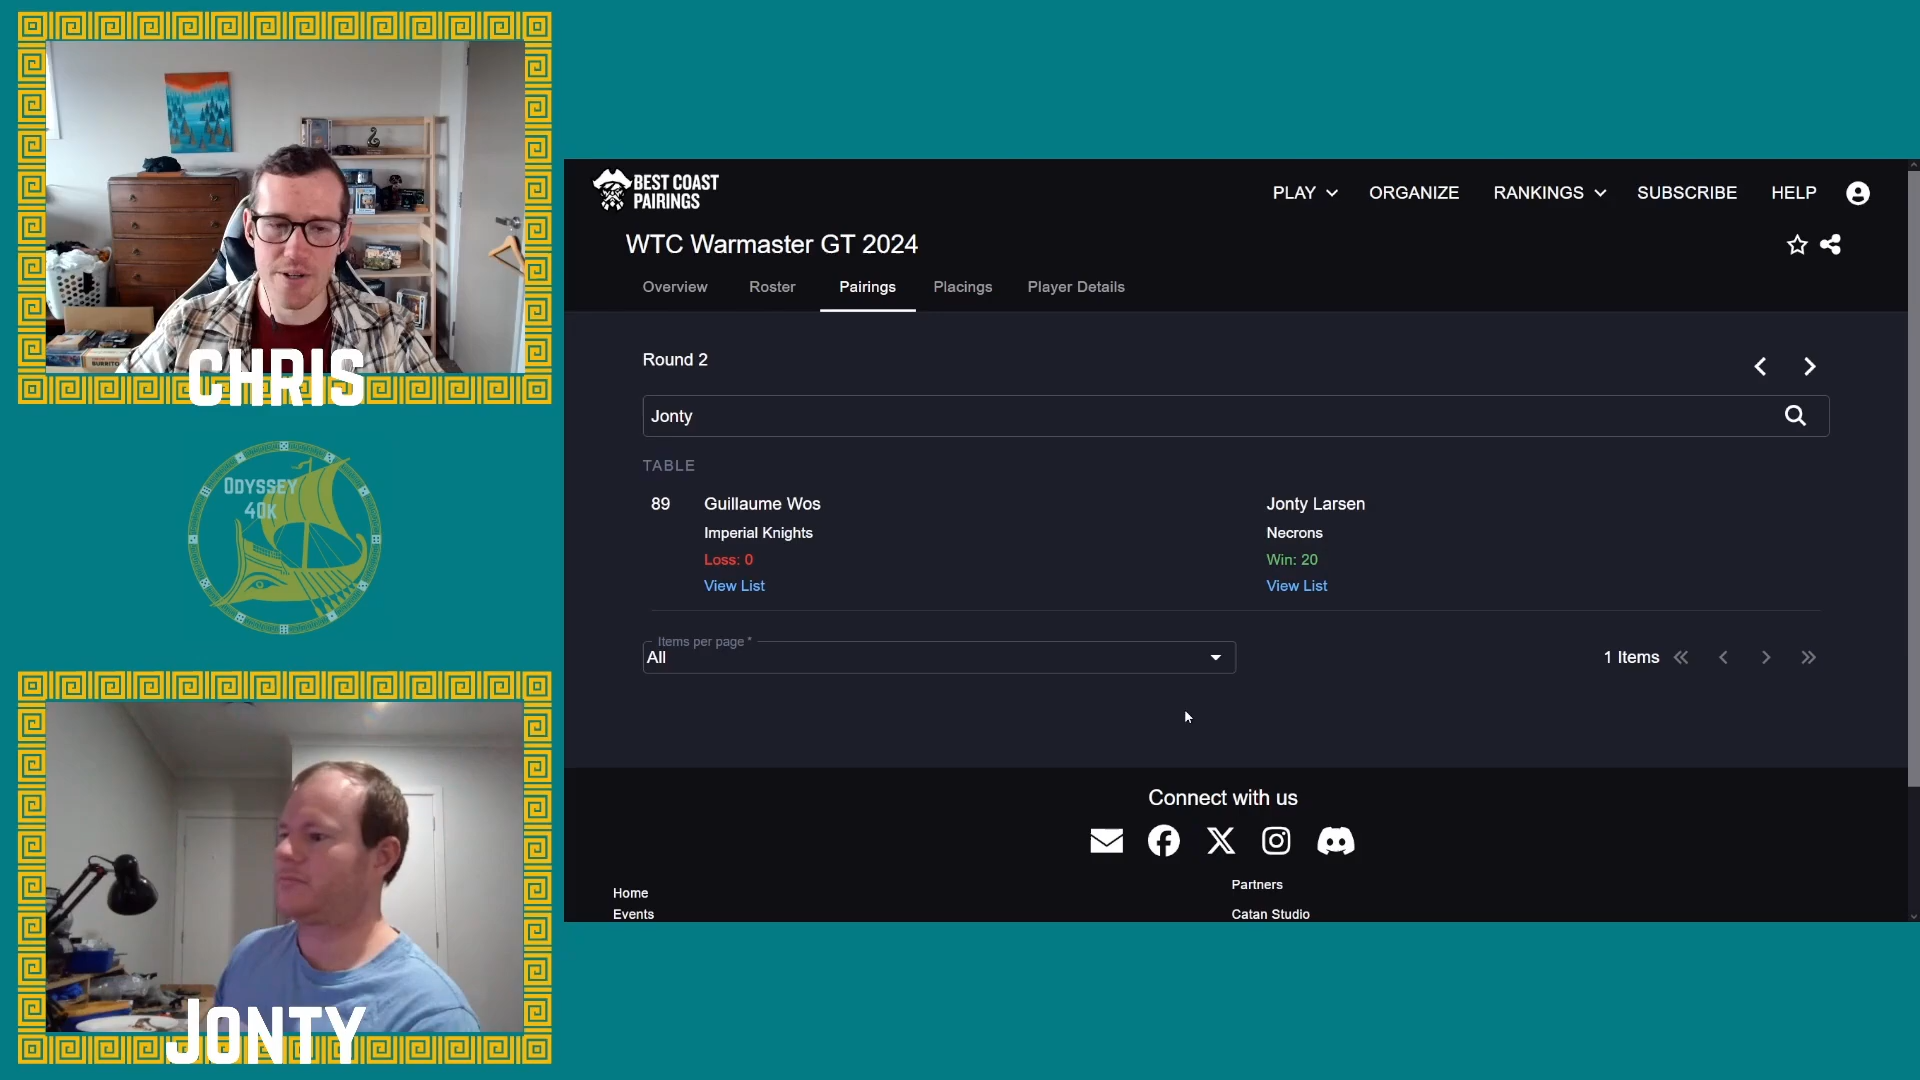 CHRIS
ODYSSEY
40K
JONTY
BEST COAST
PAIRINGS
PLAY
ORGANIZE
RANKINGS
SUBSCRIBE
HELP
WTC Warmaster GT 2024
Overview
Roster
Pairings
Placings
Player Details
Round 2
Jonty
TABLE
89
Guillaume Wos
Imperial Knights
Loss: 0
View List
Jonty Larsen
Necrons
Win: 20
View List
Items per page *
All
1 Items
Connect with us
Home
Events
Partners
Catan Studio